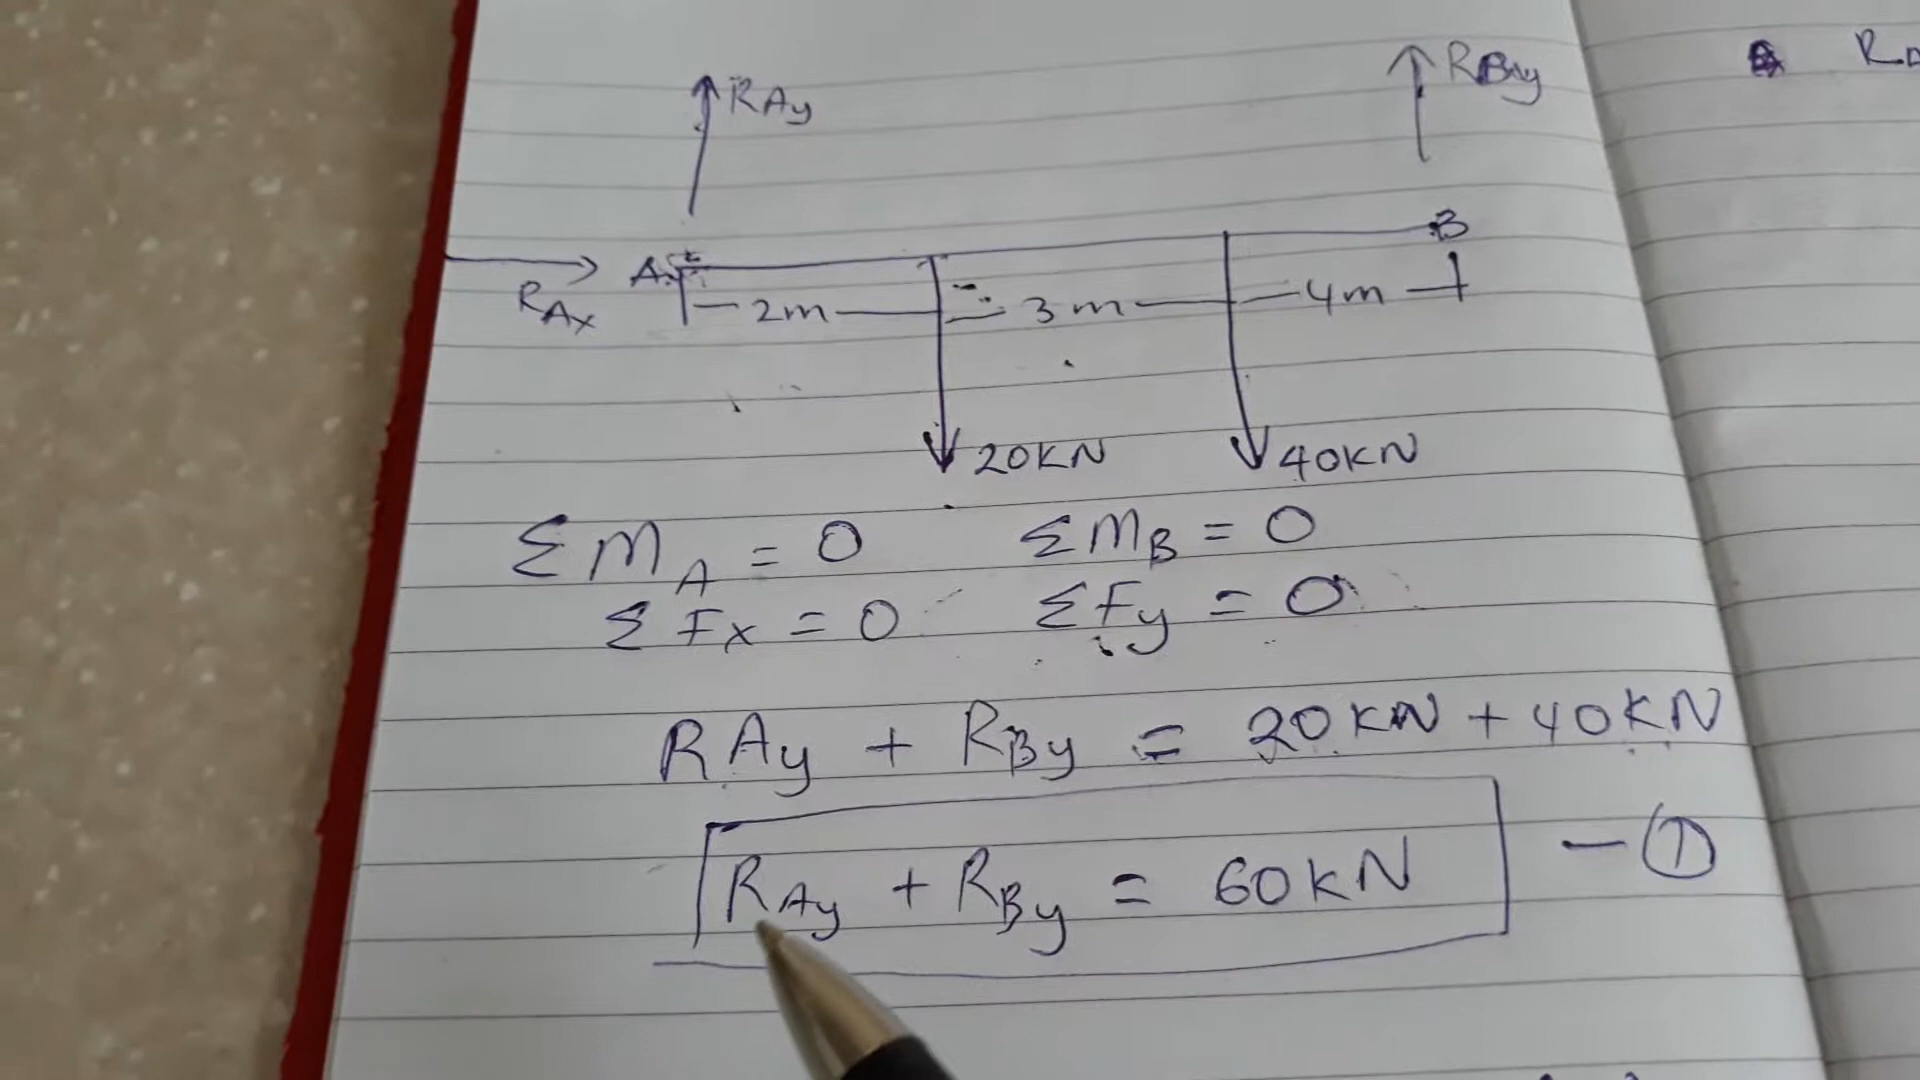 RAy RBy
RAx A B
2m 3m 4m
20KN 40KN
ΣMA = 0 ΣMB = 0
ΣFx = 0 ΣFy = 0
RAy + RBy = 20KN + 40KN
RAy + RBy = 60KN - ①